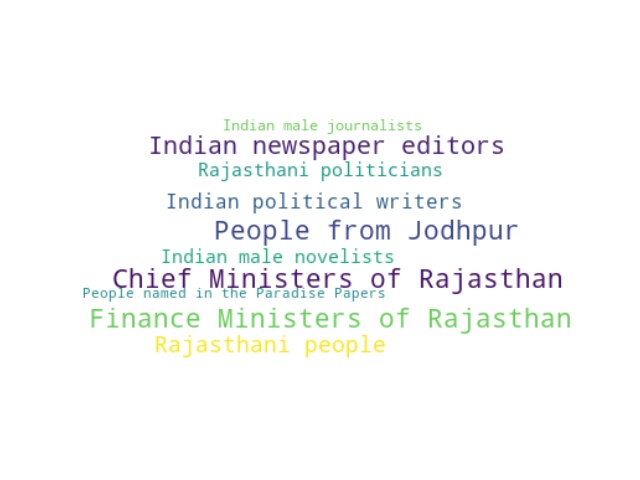 Indian male journalists
Indian newspaper editors
Rajasthani politicians
Indian political writers
People from Jodhpur
Indian male novelists
Chief Ministers of Rajasthan
People named in the Paradise Papers
Finance Ministers of Rajasthan
Rajasthani people